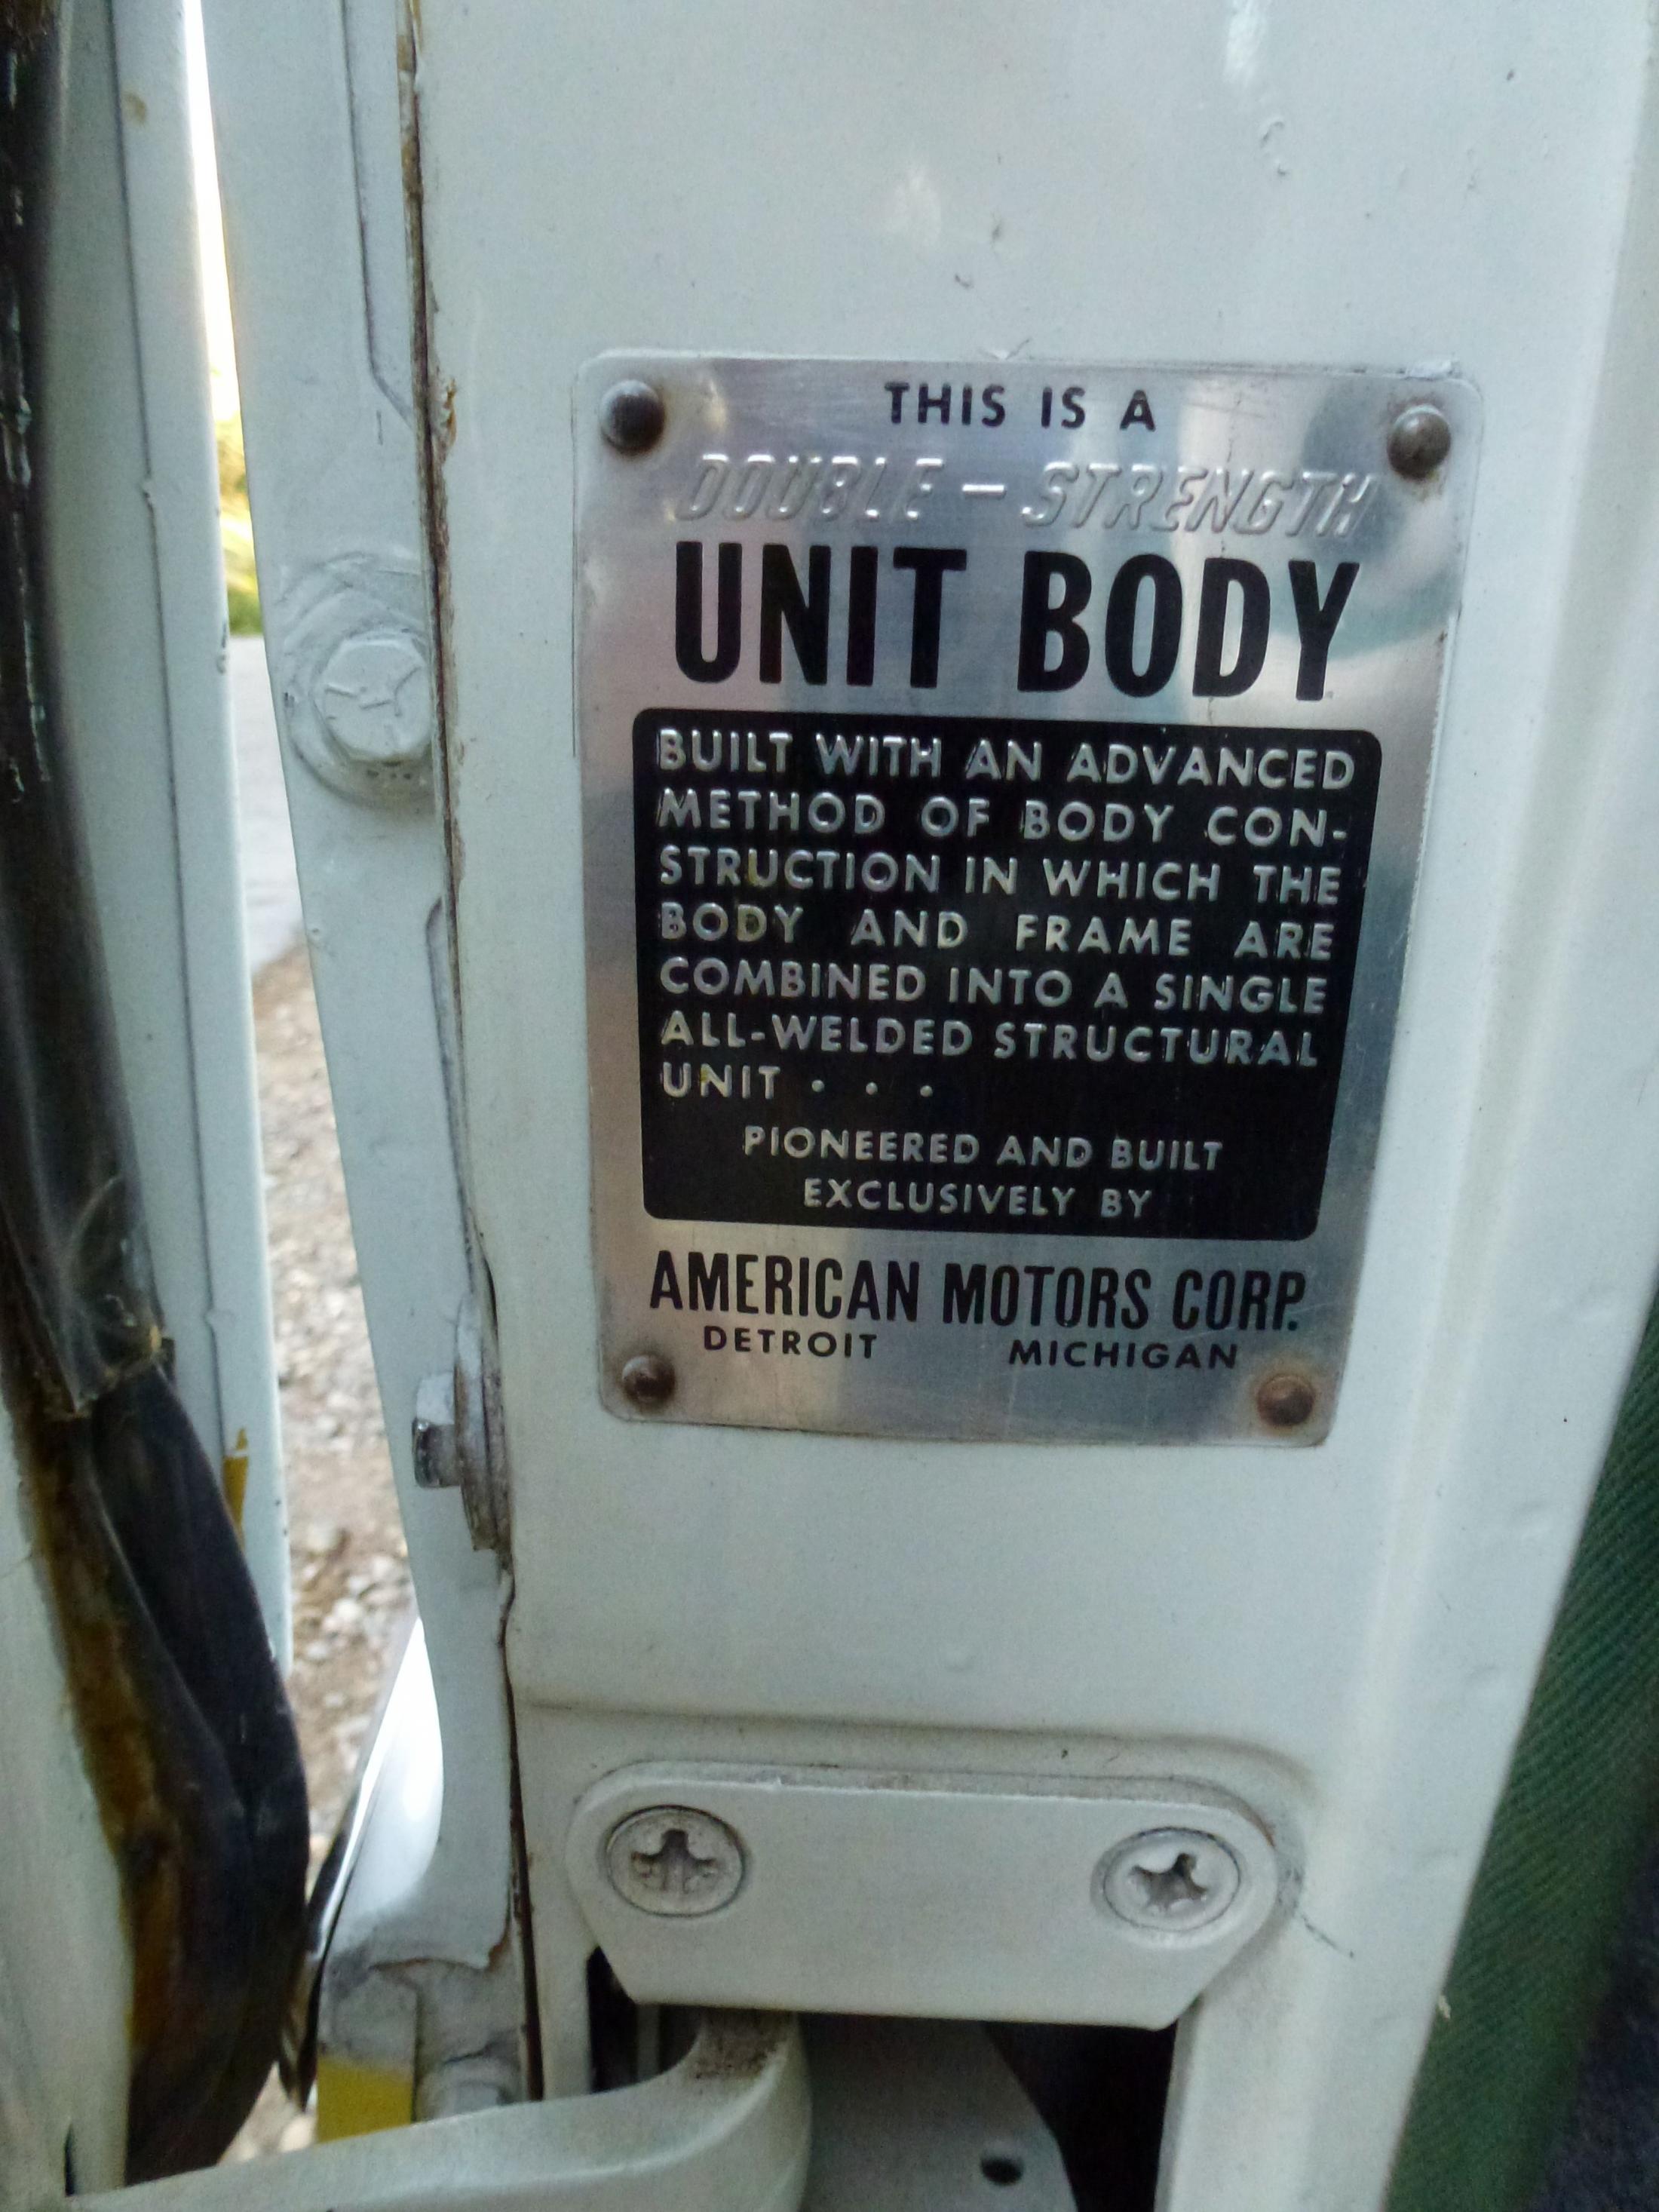 THIS IS A
DOUBLE - STRENGTH
UNIT BODY
BUILT WITH AN ADVANCED
METHOD OF BODY CON-
STRUCTION IN WHICH THE
BODY AND FRAME ARE
COMBINED INTO A SINGLE
ALL-WELDED STRUCTURAL
UNIT . . .
PIONEERED AND BUILT
EXCLUSIVELY BY
AMERICAN MOTORS CORP.
DETROIT MICHIGAN